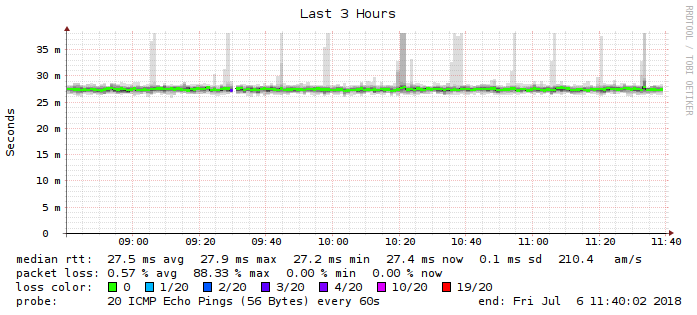 Last 3 Hours
RRDTOOL / TOBI OETIKER
Seconds
35 m
30 m
25 m
20 m
15 m
10 m
5 m
0
09:00 09:20 09:40 10:00 10:20 10:40 11:00 11:20 11:40
median rtt: 27.5 ms avg 27.9 ms max 27.2 ms min 27.4 ms now 0.1 ms sd 210.4 am/s
packet loss: 0.57 % avg 88.33 % max 0.00 % min 0.00 % now
loss color: 0 1/20 2/20 3/20 4/20 10/20 19/20
probe: 20 ICMP Echo Pings (56 Bytes) every 60s end: Fri Jul 6 11:40:02 2018